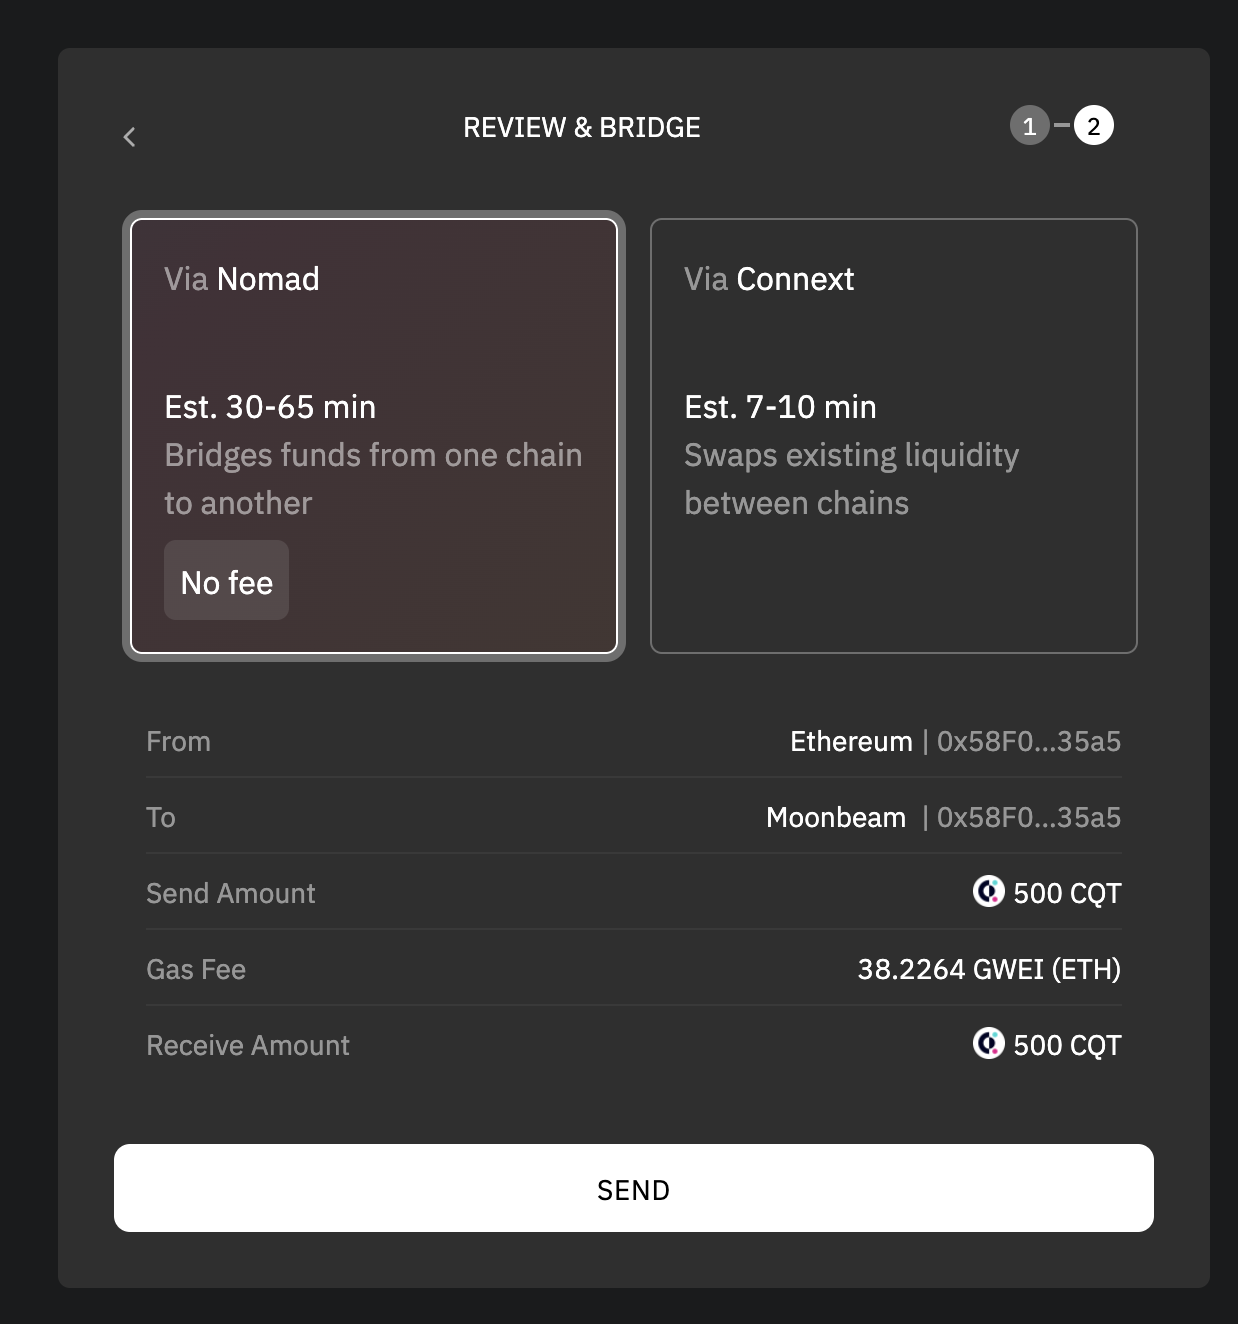 REVIEW & BRIDGE
1
2
Via Nomad
Est. 30-65 min
Bridges funds from one chain
to another
No fee
Via Connext
Est. 7-10 min
Swaps existing liquidity
between chains
From
Ethereum | 0x58F0...35a5
To
Moonbeam | 0x58F0...35a5
Send Amount
500 CQT
Gas Fee
38.2264 GWEI (ETH)
Receive Amount
500 CQT
SEND